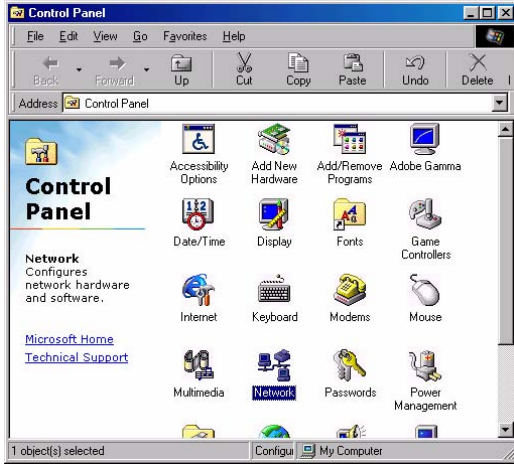 Control Panel
File Edit View Go Favorites Help
Back Forward Up Cut Copy Paste Undo Delete
Address Control Panel
Control
Panel
Network
Configures
network hardware
and software.
Microsoft Home
Technical Support
Accessibility
Options
Add New
Hardware
Add/Remove
Programs
Adobe Gamma
Date/Time
Display
Fonts
Game
Controllers
Internet
Keyboard
Modems
Mouse
Multimedia
Network
Passwords
Power
Management
1 object(s) selected
Configu
My Computer